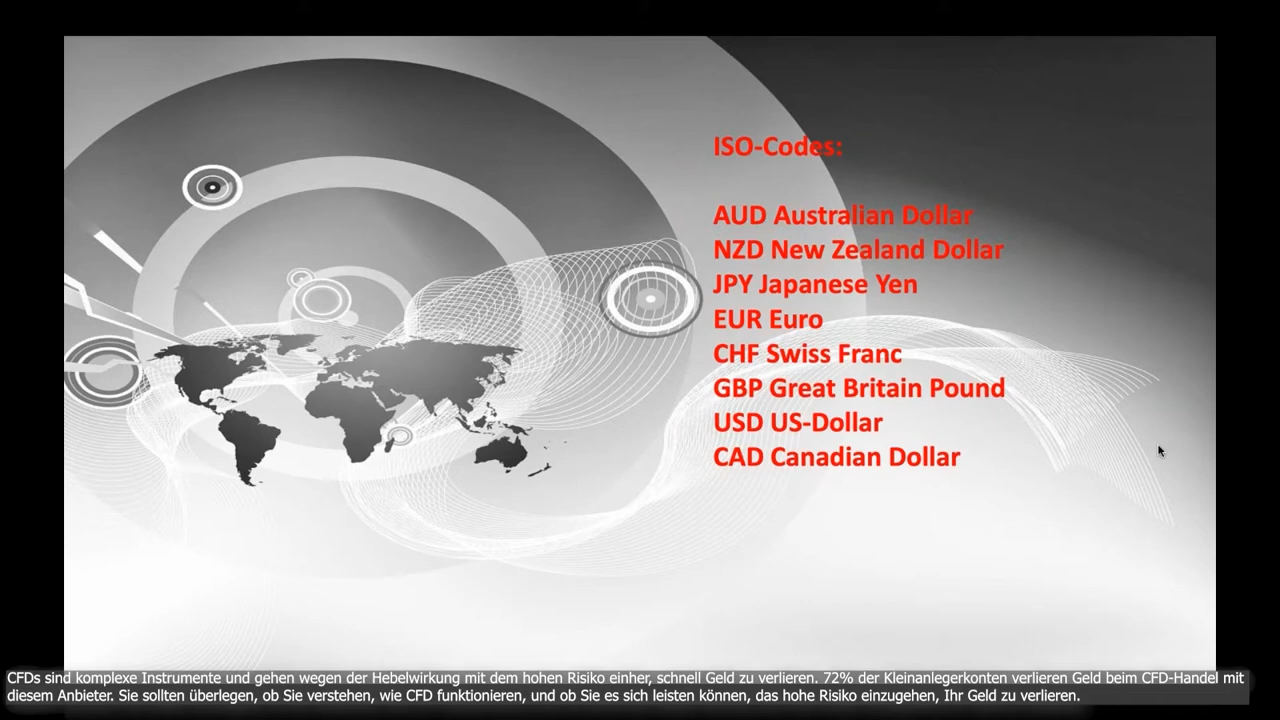 ISO-Codes:
AUD Australian Dollar
NZD New Zealand Dollar
JPY Japanese Yen
EUR Euro
CHF Swiss Franc
GBP Great Britain Pound
USD US-Dollar
CAD Canadian Dollar
CFDs sind komplexe Instrumente und gehen wegen der Hebelwirkung mit dem hohen Risiko einher, schnell Geld zu verlieren. 72% der Kleinanlegerkonten verlieren Geld beim CFD-Handel mit
diesem Anbieter. Sie sollten überlegen, ob Sie verstehen, wie CFD funktionieren, und ob Sie es sich leisten können, das hohe Risiko einzugehen, Ihr Geld zu verlieren.